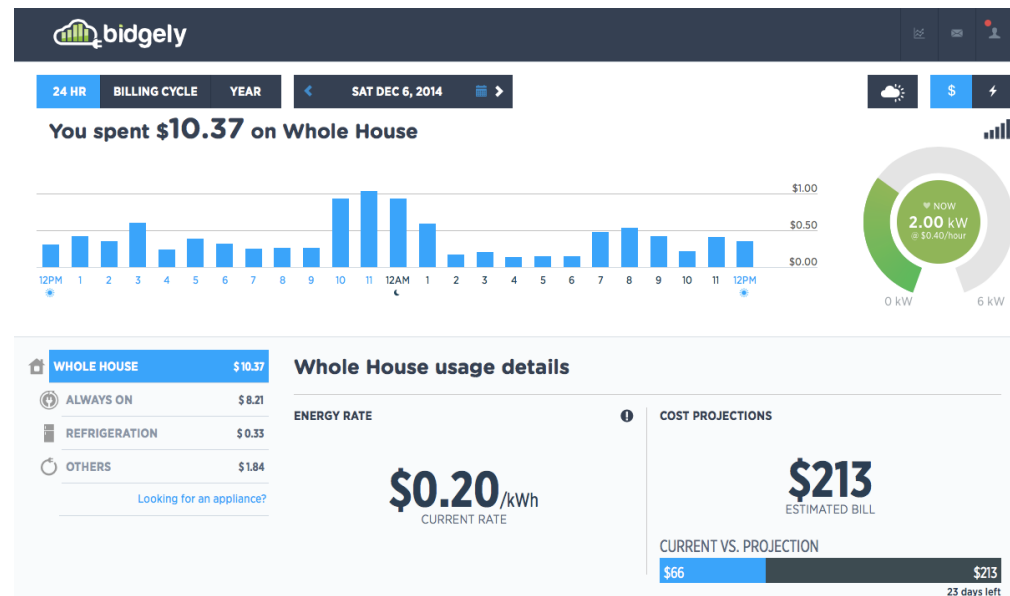 bidgely
24 HR BILLING CYCLE YEAR SAT DEC 6, 2014 $
You spent $10.37 on Whole House
$1.00
$0.50
$0.00
12PM 1 2 3 4 5 6 7 8 9 10 11 12AM 1 2 3 4 5 6 7 8 9 10 11 12PM
NOW
2.00 kW
@ $0.40/hour
0 kW 6 kW
WHOLE HOUSE $10.37
ALWAYS ON $8.21
REFRIGERATION $0.33
OTHERS $1.84
Looking for an appliance?
Whole House usage details
ENERGY RATE
$0.20/kWh
CURRENT RATE
COST PROJECTIONS
$213
ESTIMATED BILL
CURRENT VS. PROJECTION
$66 $213
23 days left